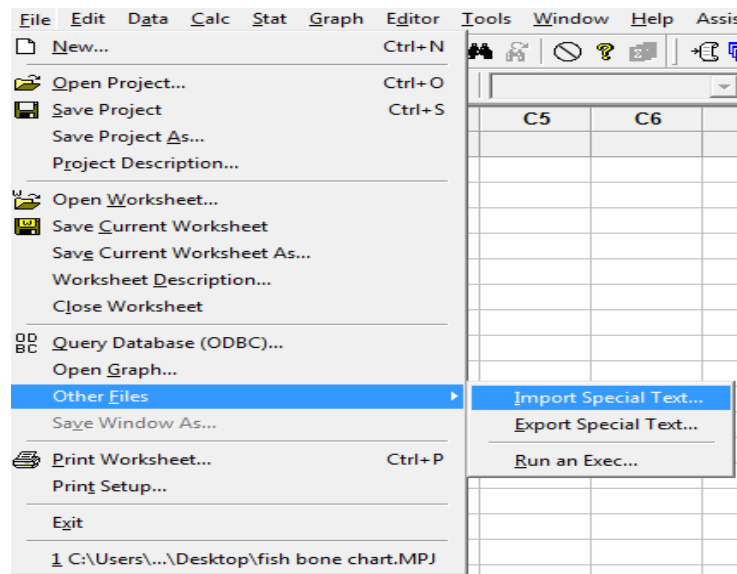 File Edit Data Calc Stat Graph Editor Tools Window Help Assis
New... Ctrl+N
Open Project... Ctrl+O
Save Project Ctrl+S
Save Project As...
Project Description...
C5 C6
Open Worksheet...
Save Current Worksheet
Save Current Worksheet As...
Worksheet Description...
Close Worksheet
Query Database (ODBC)...
Open Graph...
Other Files
Save Window As...
Print Worksheet... Ctrl+P
Print Setup...
Exit
1 C:\Users\...\Desktop\fish bone chart.MPJ
Import Special Text...
Export Special Text...
Run an Exec...